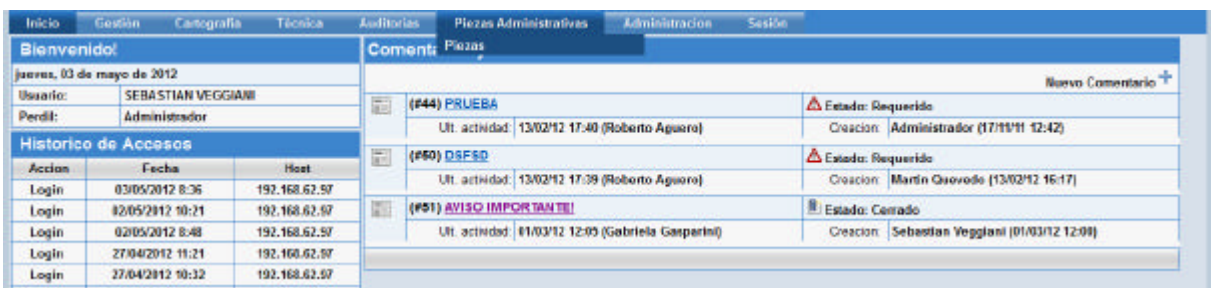 Inicio Gestión Cartografia Técnica Auditorias Piezas Administrativas Administracion Sesión
Piezas
Bienvenido!
jueves, 03 de mayo de 2012
Usuario: SEBASTIAN VEGGIANI
Perdil: Administrador
Historico de Accesos
Accion Fecha Host
Login 03/05/2012 8:36 192.168.62.97
Login 02/05/2012 10:21 192.168.62.97
Login 02/05/2012 8:48 192.168.62.97
Login 27/04/2012 11:21 192.168.62.97
Login 27/04/2012 10:32 192.168.62.97
Nuevo Comentario
(#44) PRUEBA Estado: Requerido
Ult. actividad: 13/02/12 17:40 (Roberto Aguero) Creacion: Administrador (17/11/11 12:42)
(#50) DSFSD Estado: Requerido
Ult. actividad: 13/02/12 17:39 (Roberto Aguero) Creacion: Martin Quevedo (13/02/12 16:17)
(#51) AVISO IMPORTANTE! Estado: Cerrado
Ult. actividad: 01/03/12 12:05 (Gabriela Gasparini) Creacion: Sebastian Veggiani (01/03/12 12:00)